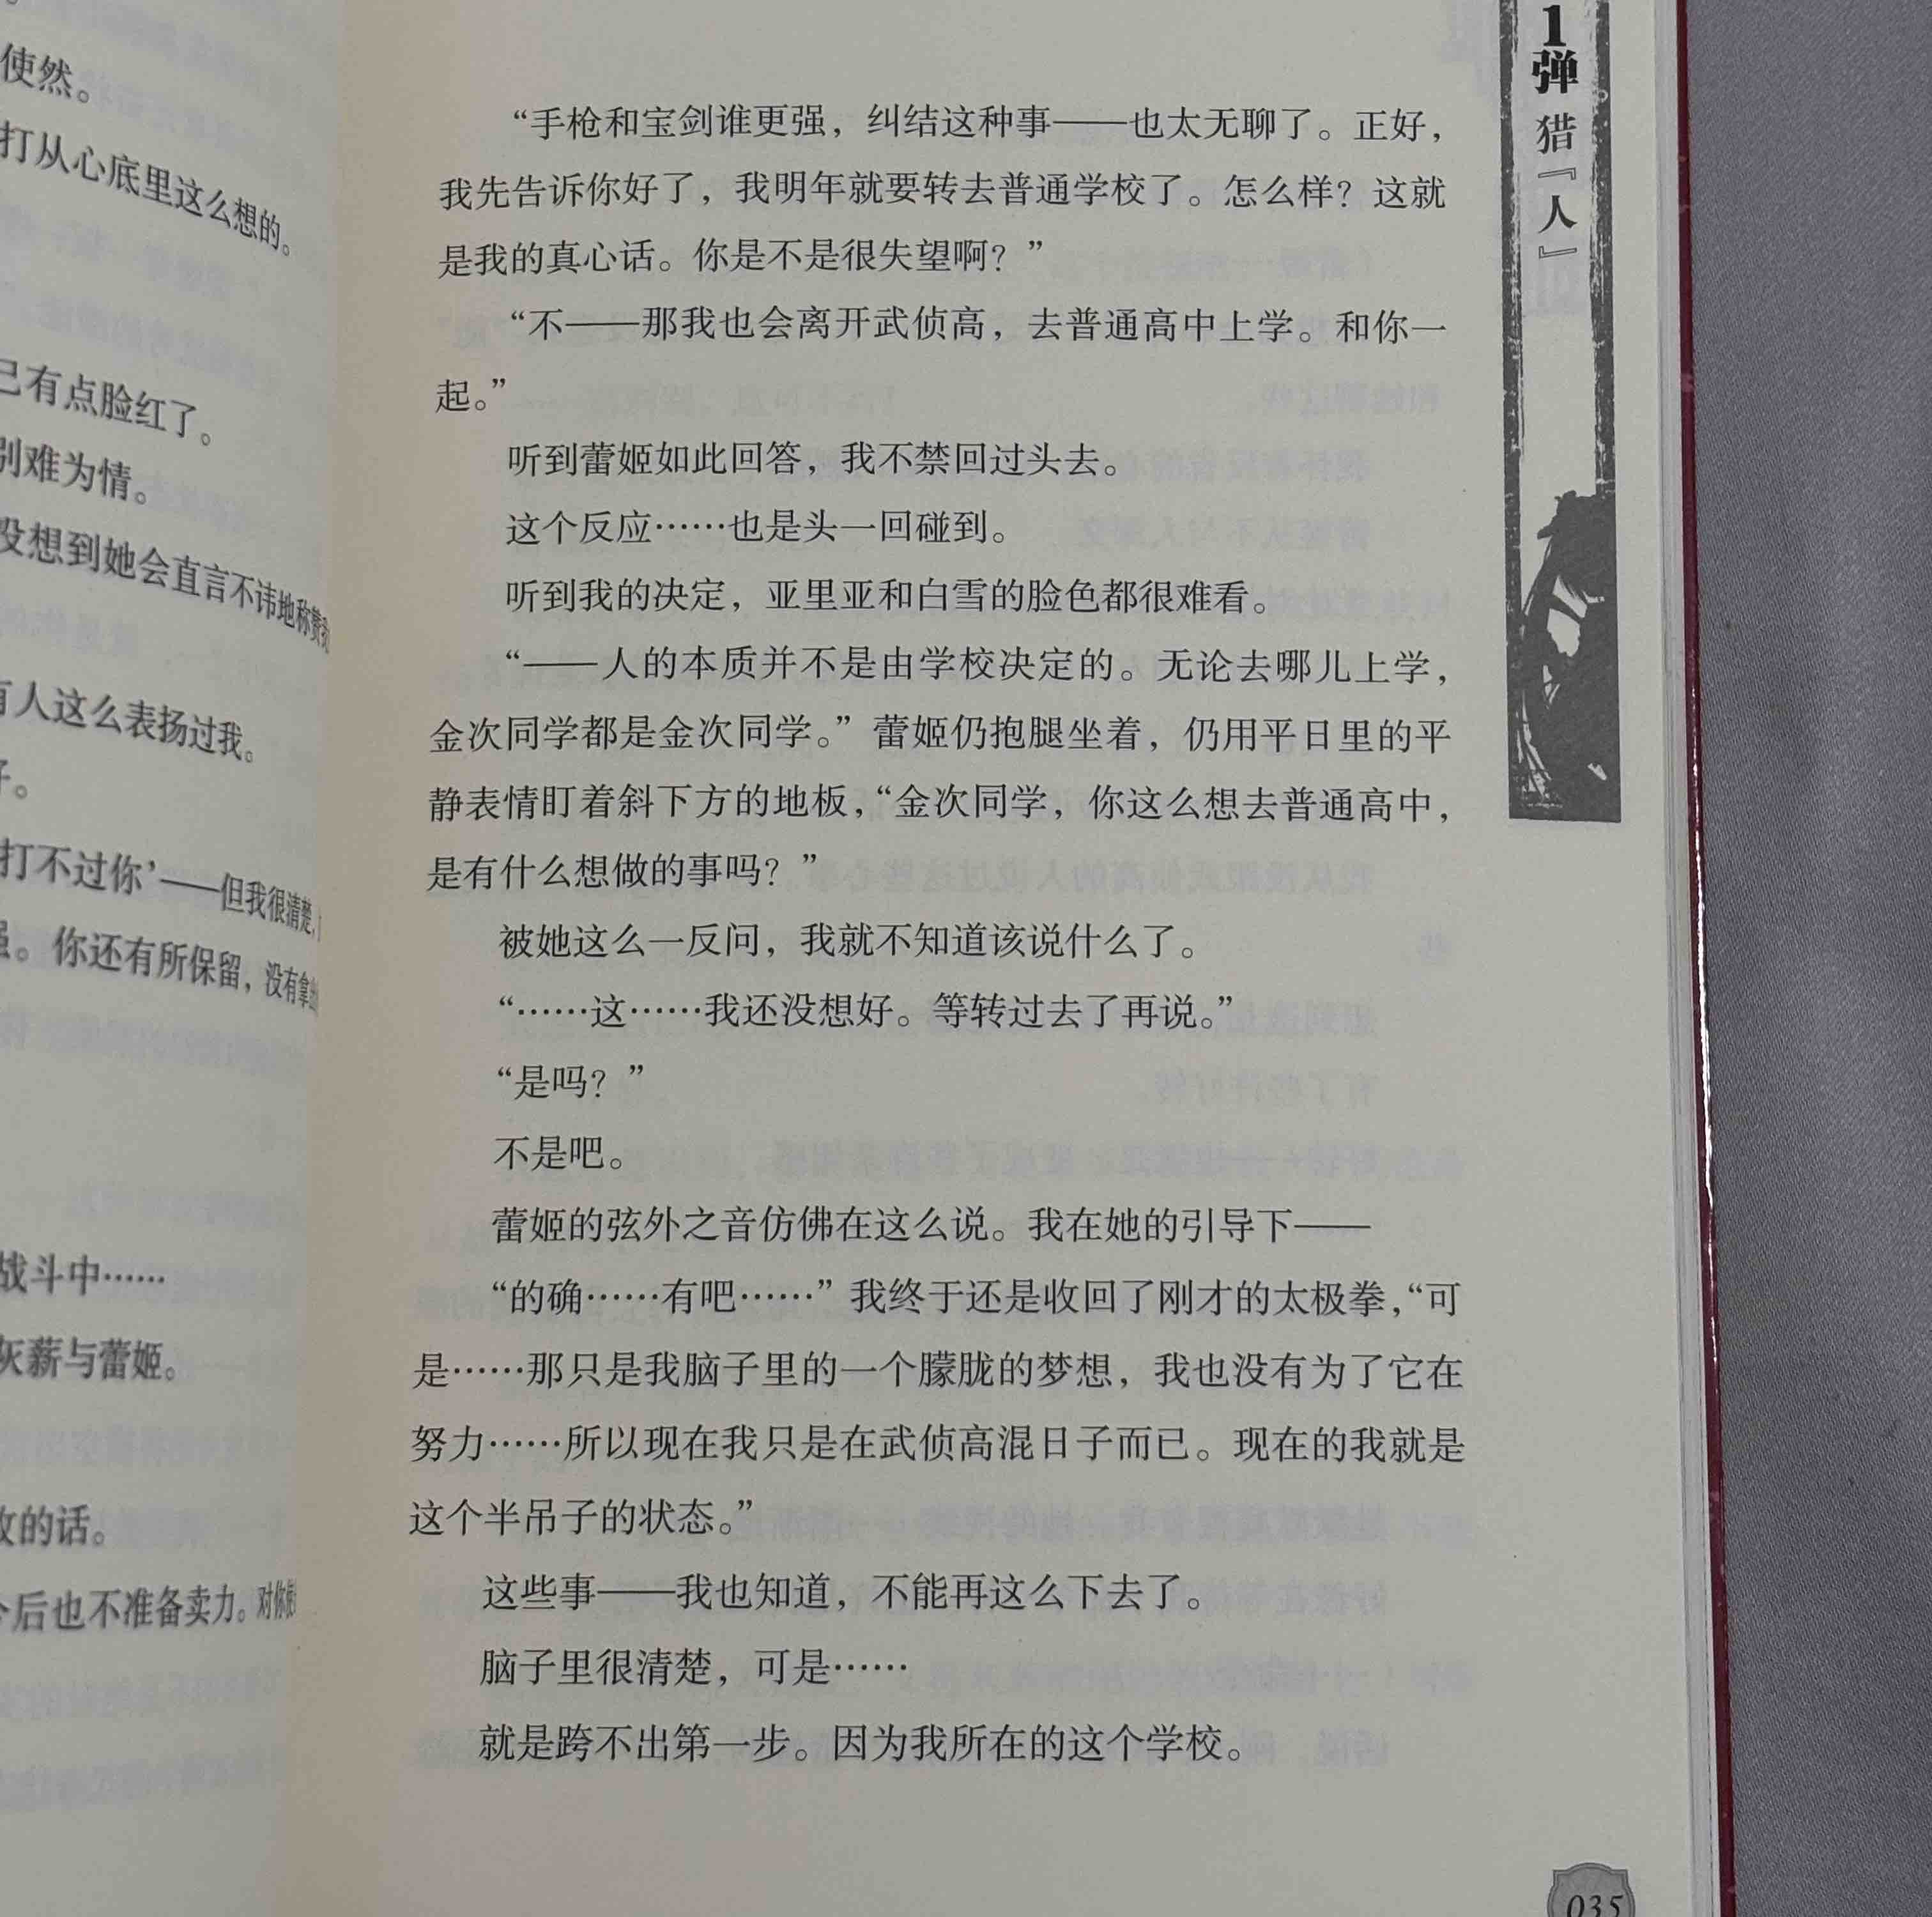 使然。
打从心底里这么想的。
己有点脸红了。
别难为情。
没想到她会直言不讳地称赞我
有人这么表扬过我。
好。
打不过你’——但我很清楚，
强。你还有所保留，没有拿出
战斗中……
灰薪与蕾姬。
的话。
今后也不准备卖力。对你
“手枪和宝剑谁更强，纠结这种事——也太无聊了。正好，
我先告诉你好了，我明年就要转去普通学校了。怎么样？这就
是我的真心话。你是不是很失望啊？”
“不——那我也会离开武侦高，去普通高中上学。和你一
起。”
听到蕾姬如此回答，我不禁回过头去。
这个反应……也是头一回碰到。
听到我的决定，亚里亚和白雪的脸色都很难看。
“——人的本质并不是由学校决定的。无论去哪儿上学，
金次同学都是金次同学。”蕾姬仍抱腿坐着，仍用平日里的平
静表情盯着斜下方的地板，“金次同学，你这么想去普通高中，
是有什么想做的事吗？”
被她这么一反问，我就不知道该说什么了。
“……这……我还没想好。等转过去了再说。”
“是吗？”
不是吧。
蕾姬的弦外之音仿佛在这么说。我在她的引导下——
“的确……有吧……”我终于还是收回了刚才的太极拳，“可
是……那只是我脑子里的一个朦胧的梦想，我也没有为了它在
努力……所以现在我只是在武侦高混日子而已。现在的我就是
这个半吊子的状态。”
这些事——我也知道，不能再这么下去了。
脑子里很清楚，可是……
就是跨不出第一步。因为我所在的这个学校。
1弹 猎『人』
035